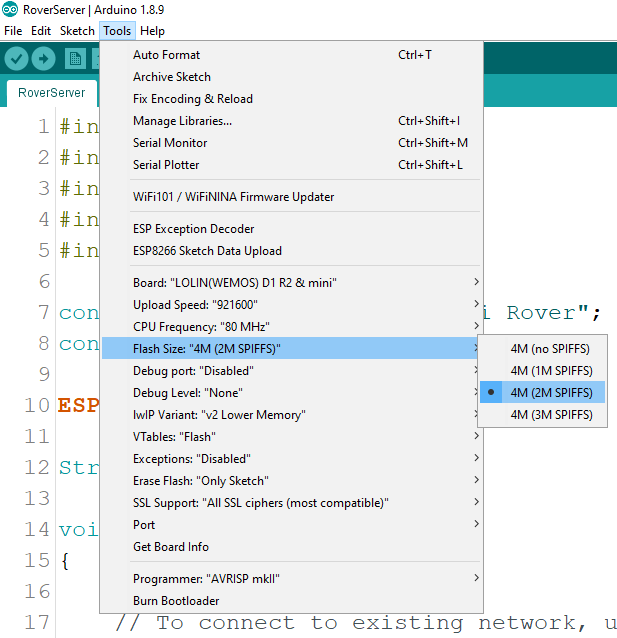 RoverServer | Arduino 1.8.9
File Edit Sketch Tools Help
RoverServer
Auto Format Ctrl+T
Archive Sketch
Fix Encoding & Reload
Manage Libraries... Ctrl+Shift+I
Serial Monitor Ctrl+Shift+M
Serial Plotter Ctrl+Shift+L
WiFi101 / WiFiNINA Firmware Updater
ESP Exception Decoder
ESP8266 Sketch Data Upload
Board: "LOLIN(WEMOS) D1 R2 & mini"
Upload Speed: "921600"
CPU Frequency: "80 MHz"
Flash Size: "4M (2M SPIFFS)"
Debug port: "Disabled"
Debug Level: "None"
lwIP Variant: "v2 Lower Memory"
VTables: "Flash"
Exceptions: "Disabled"
Erase Flash: "Only Sketch"
SSL Support: "All SSL ciphers (most compatible)"
Port
Get Board Info
Programmer: "AVRISP mkII"
Burn Bootloader
4M (no SPIFFS)
4M (1M SPIFFS)
4M (2M SPIFFS)
4M (3M SPIFFS)
1 #in
2 #in
3 #in
4 #in
5 #in
6
7 con i Rover";
8 con
9
10 ESP
11
12 Str
13
14 voi
15 {
16
17 // To connect to existing network, u